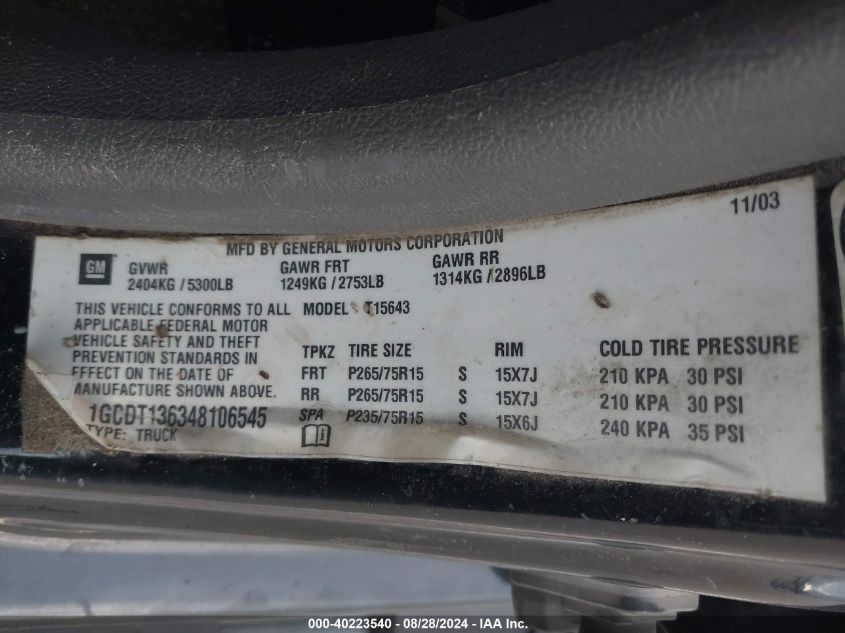 11/03
MFD BY GENERAL MOTORS CORPORATION
GM
GVWR GAWR FRT GAWR RR
2404KG / 5300LB 1249KG / 2753LB 1314KG / 2896LB
THIS VEHICLE CONFORMS TO ALL MODEL T15643
APPLICABLE FEDERAL MOTOR
VEHICLE SAFETY AND THEFT
PREVENTION STANDARDS IN
EFFECT ON THE DATE OF
MANUFACTURE SHOWN ABOVE.
1GCDT136348106545
TYPE: TRUCK
TPKZ TIRE SIZE RIM COLD TIRE PRESSURE
FRT P265/75R15 S 15X7J 210 KPA 30 PSI
RR P265/75R15 S 15X7J 210 KPA 30 PSI
SPA P235/75R15 S 15X6J 240 KPA 35 PSI
000-40223540 - 08/28/2024 - © IAA Inc.